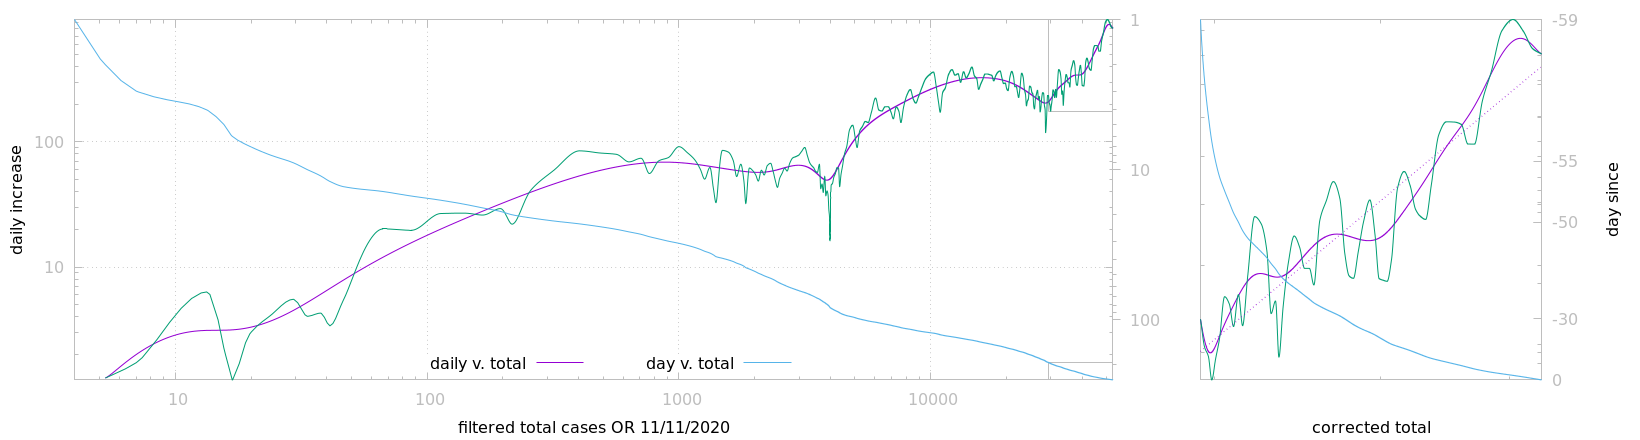 daily increase
100
10
10
100
1000
10000
1
10
100
daily v. total
day v. total
filtered total cases OR 11/11/2020
-59
-55
-50
-30
0
day since
corrected total